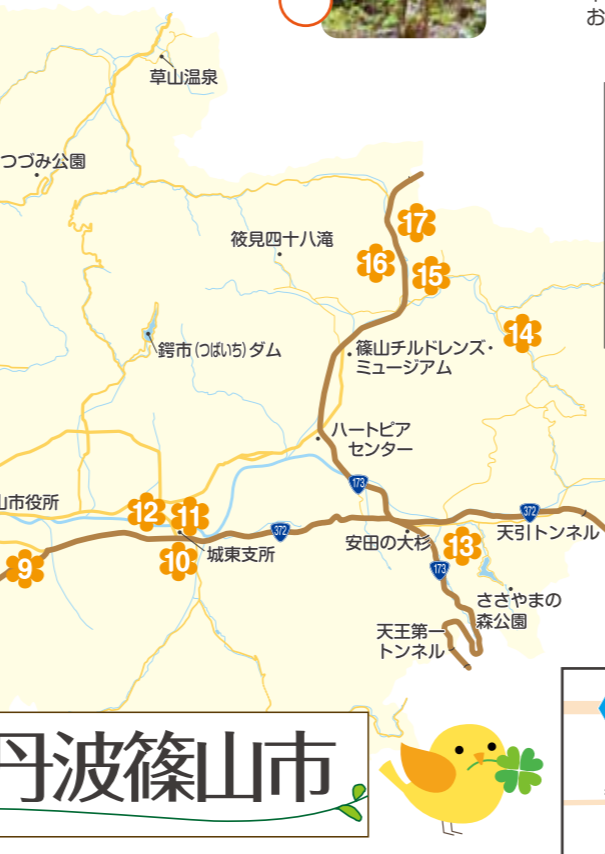 お
草山温泉
つづみ公園
17
筱見四十八滝
16
15
14
鍔市(つばいち)ダム
篠山チルドレンズ・
ミュージアム
ハートピア
センター
173
山市役所
12
11
372
372
天引トンネル
城東支所
安田の大杉
13
9
10
173
ささやまの
森公園
天王第一
トンネル
丹波篠山市